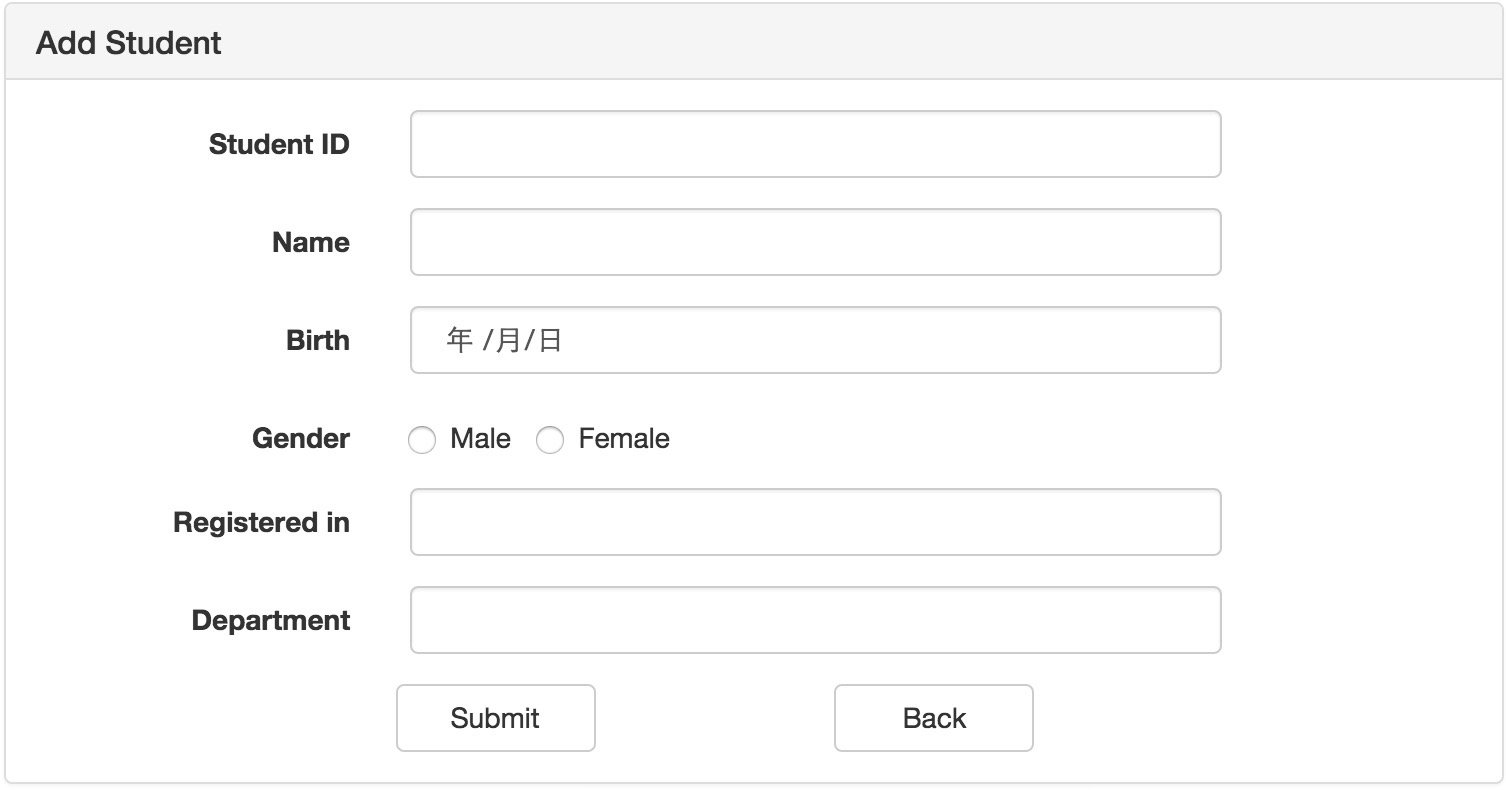 Add Student
Student ID
Name
Birth 年 /月/日
Gender Male Female
Registered in
Department
Submit Back